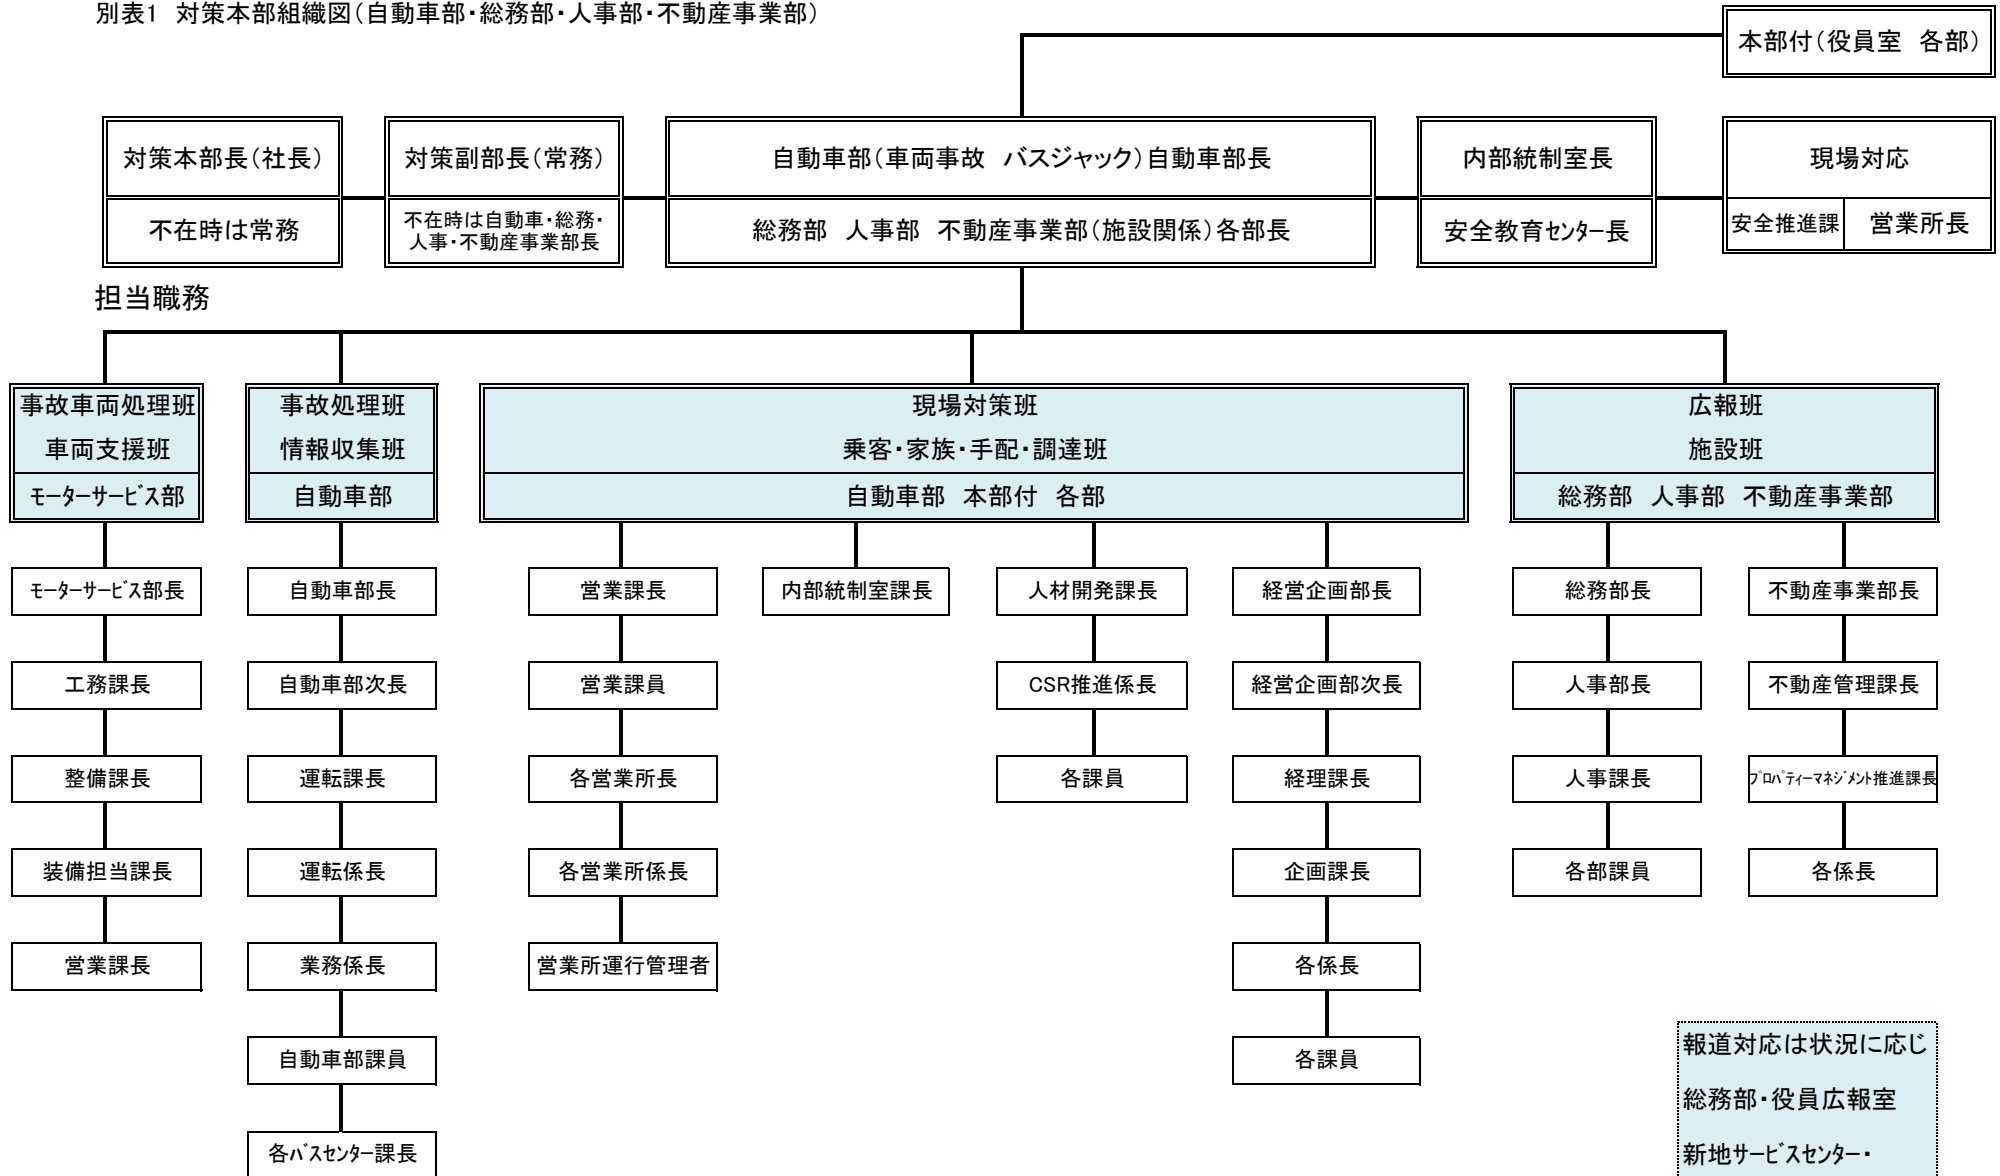 別表1　対策本部組織図(自動車部・総務部・人事部・不動産事業部)
本部付(役員室　各部)
対策本部長(社長)
不在時は常務
対策副部長(常務)
不在時は自動車・総務・
人事・不動産事業部長
自動車部(車両事故　バスジャック)自動車部長
総務部　人事部　不動産事業部(施設関係)各部長
内部統制室長
安全教育センター長
現場対応
安全推進課
営業所長
担当職務
事故車両処理班
車両支援班
モーターサービス部
事故処理班
情報収集班
自動車部
現場対策班
乗客・家族・手配・調達班
自動車部　本部付　各部
広報班
施設班
総務部　人事部　不動産事業部
モーターサービス部長
工務課長
整備課長
装備担当課長
営業課長
自動車部長
自動車部次長
運転課長
運転係長
業務係長
自動車部課員
各バスセンター課長
営業課長
営業課員
各営業所長
各営業所係長
営業所運行管理者
内部統制室課長
人材開発課長
CSR推進係長
各課員
経営企画部長
経営企画部次長
経理課長
企画課長
各係長
各課員
総務部長
人事部長
人事課長
各部課員
不動産事業部長
不動産管理課長
プロパティーマネジメント推進課長
各係長
報道対応は状況に応じ
総務部・役員広報室
新地サービスセンター・